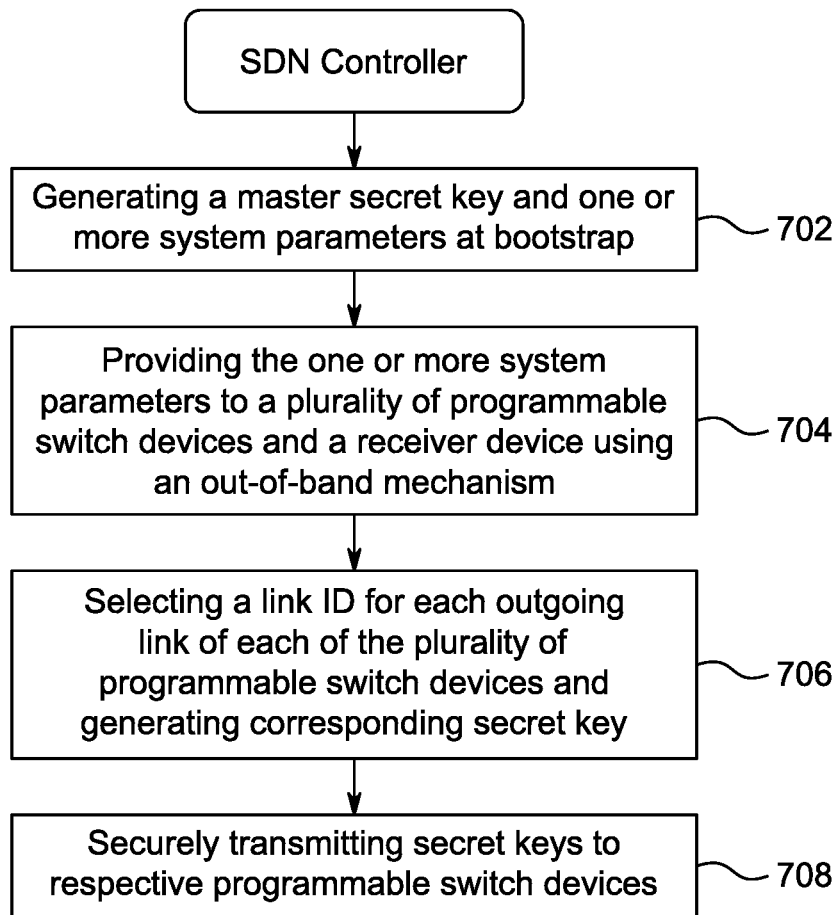 SDN Controller
Generating a master secret key and one or
more system parameters at bootstrap
702
Providing the one or more system
parameters to a plurality of programmable
switch devices and a receiver device using
an out-of-band mechanism
704
Selecting a link ID for each outgoing
link of each of the plurality of
programmable switch devices and
generating corresponding secret key
706
Securely transmitting secret keys to
respective programmable switch devices
708